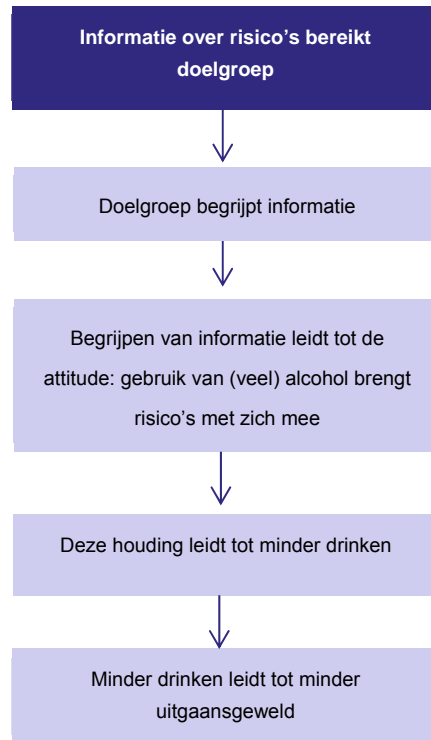 Informatie over risico's bereikt
doelgroep
Doelgroep begrijpt informatie
Begrijpen van informatie leidt tot de
attitude: gebruik van (veel) alcohol brengt
risico's met zich mee
Deze houding leidt tot minder drinken
Minder drinken leidt tot minder
uitgaansgeweld